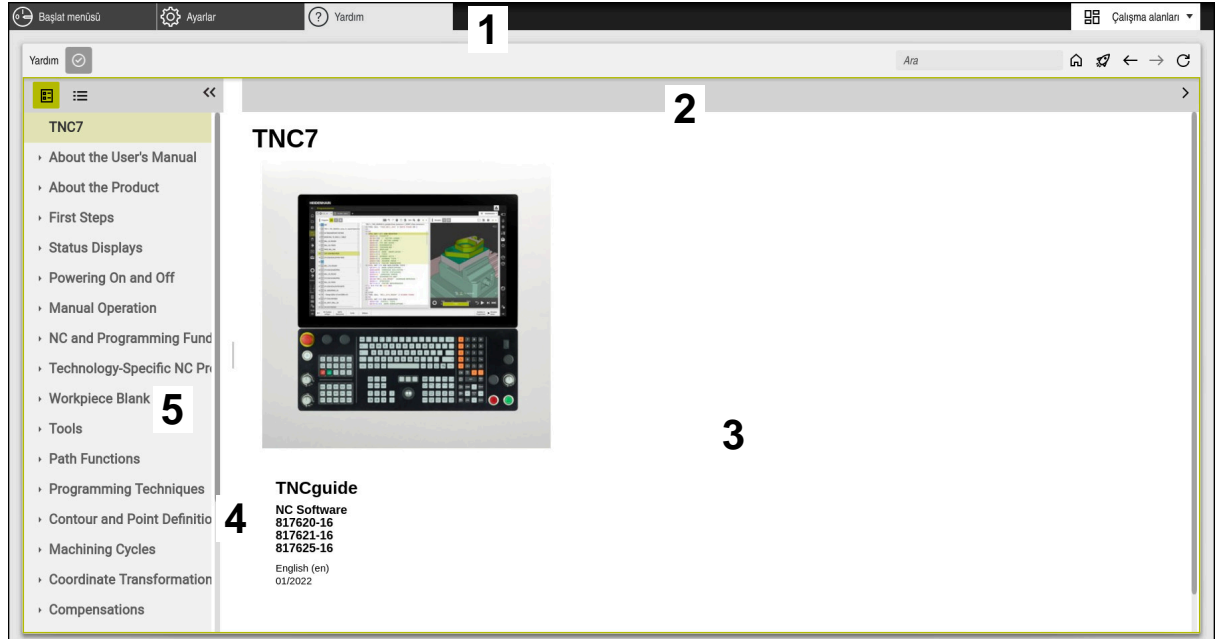 Başlat menüsü
Ayarlar
Yardım
1
Çalışma alanları
Yardım
Ara
2
TNC7
About the User's Manual
About the Product
First Steps
Status Displays
Powering On and Off
Manual Operation
NC and Programming Fund
Technology-Specific NC Pr
Workpiece Blank
5
Tools
Path Functions
Programming Techniques
Contour and Point Definitio
Machining Cycles
Coordinate Transformation
Compensations
4
TNC7
HEIDENHAIN
3
TNCguide
NC Software
817620-16
817621-16
817625-16
English (en)
01/2022